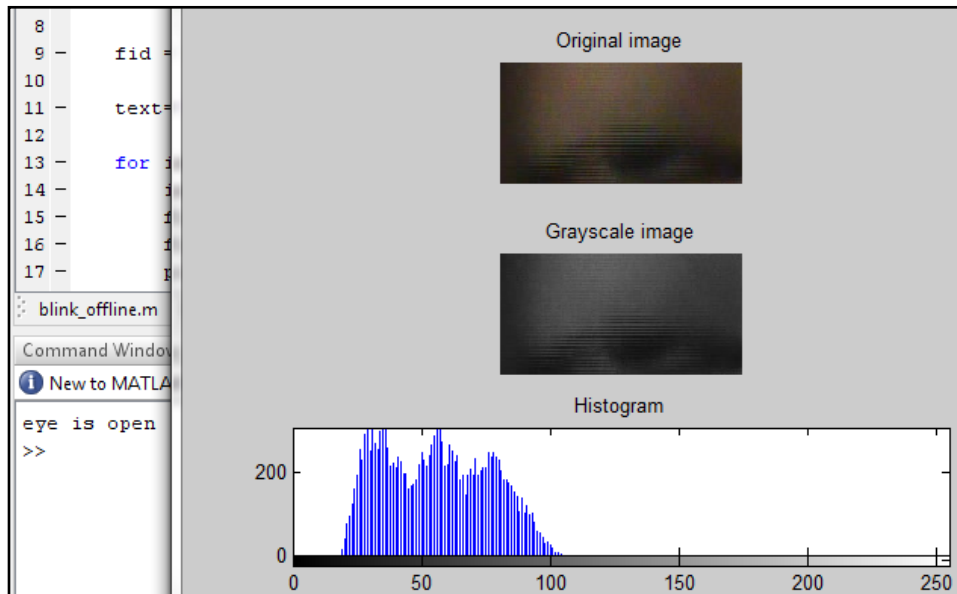 8
9 - fid =
10
11 - text=
12
13 - for i
14 - i
15 - f
16 - f
17 - p
blink_offline.m
Command Window
New to MATLA
eye is open
>>
Original image
Grayscale image
Histogram
200
0
0 50 100 150 200 250